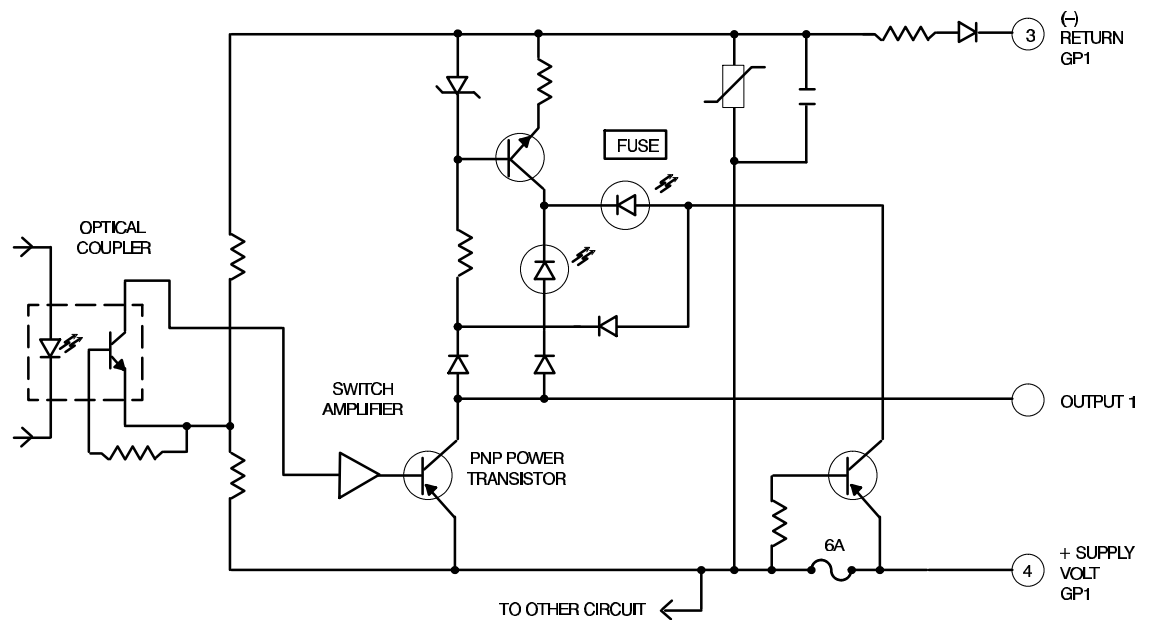 (–)
3
RETURN
GP1
FUSE
OPTICAL
COUPLER
SWITCH
AMPLIFIER
OUTPUT 1
PNP POWER
TRANSISTOR
6A
+ SUPPLY
4
VOLT
GP1
TO OTHER CIRCUIT